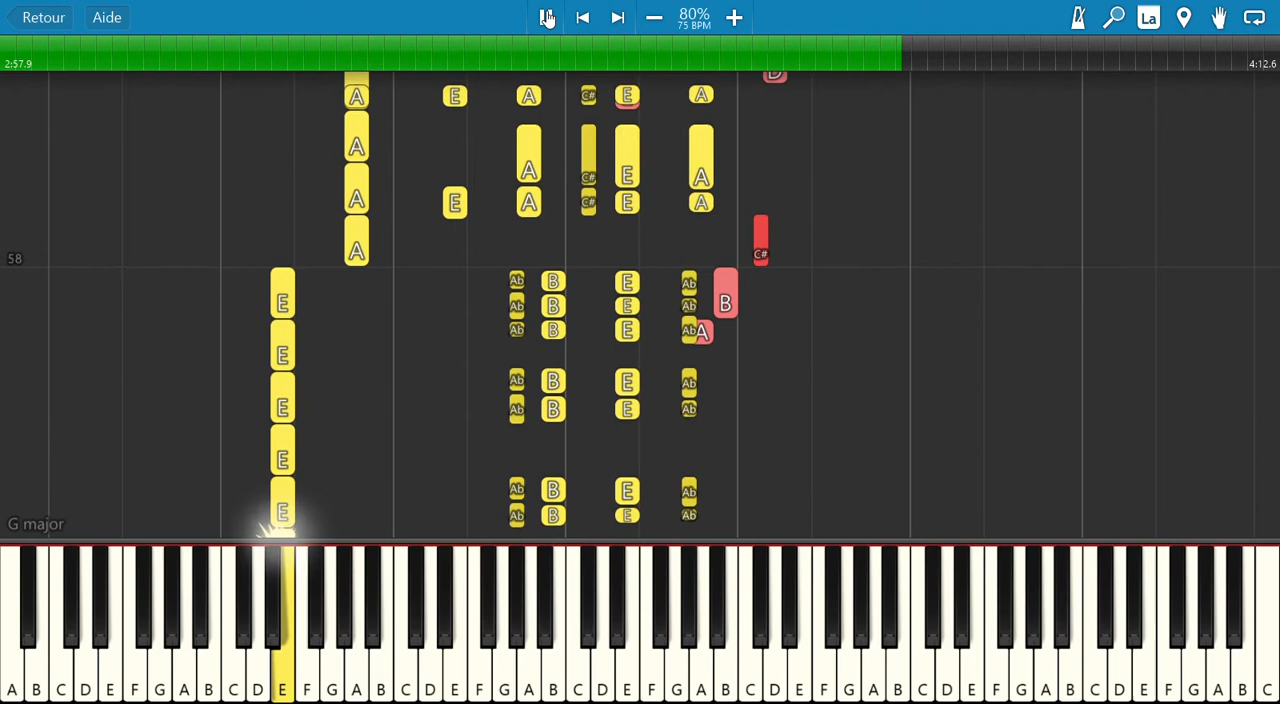 Retour Aide 80% La
75 BPM
2:57.9 4:12.6
D
A E A C# E A
A A C# E A
A E A C# E A
A C#
58
E Ab B E Ab B
Ab B E Ab
E Ab B E Ab A
E Ab B E Ab
Ab B E Ab
E
E Ab B E Ab
G major Ab B E Ab
A B C D E F G A B C D E F G A B C D E F G A B C D E F G A B C D E F G A B C D E F G A B C D E F G A B C